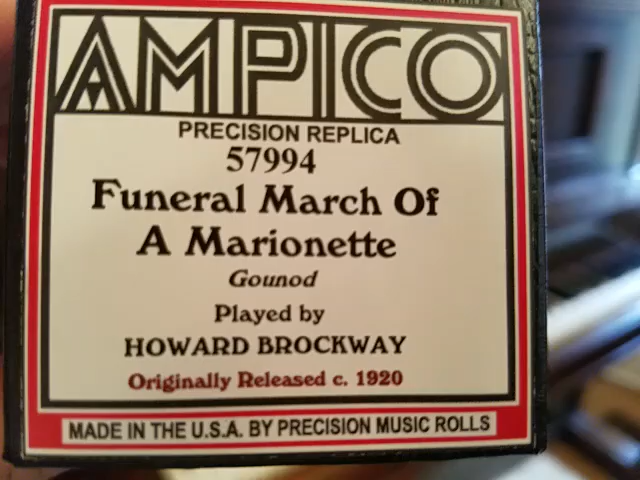 AMPICO
PRECISION REPLICA
57994
Funeral March Of
A Marionette
Gounod
Played by
HOWARD BROCKWAY
Originally Released c. 1920
MADE IN THE U.S.A. BY PRECISION MUSIC ROLLS